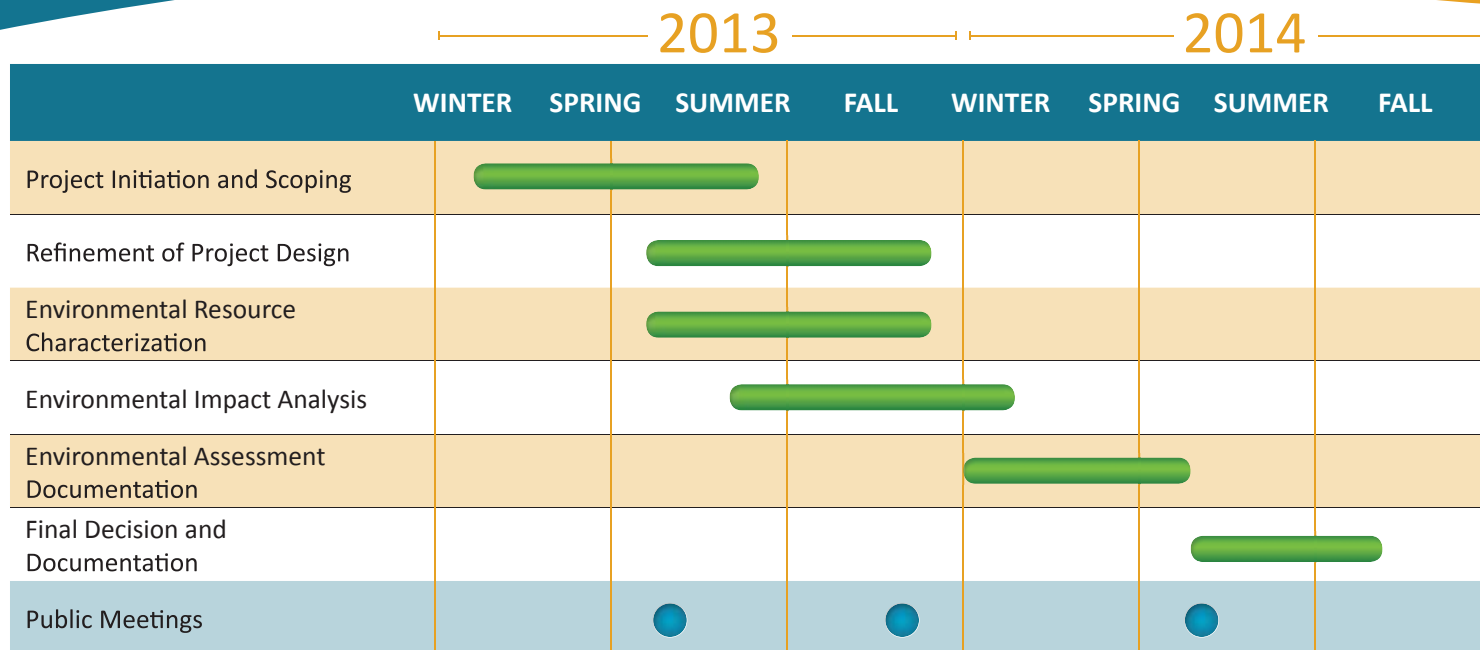 2013 2014
WINTER SPRING SUMMER FALL WINTER SPRING SUMMER FALL
Project Initiation and Scoping
Refinement of Project Design
Environmental Resource
Characterization
Environmental Impact Analysis
Environmental Assessment
Documentation
Final Decision and
Documentation
Public Meetings